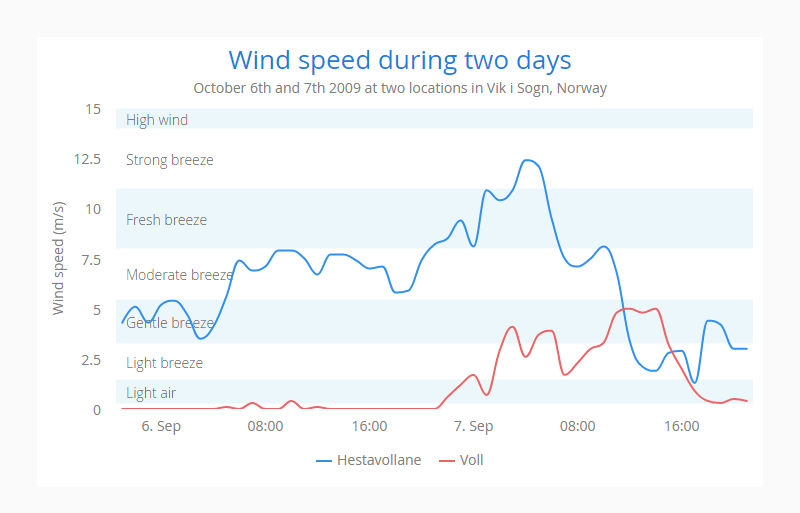 Wind speed during two days
October 6th and 7th 2009 at two locations in Vik i Sogn, Norway
Wind speed (m/s)
15
12.5
10
7.5
5
2.5
0
High wind
Strong breeze
Fresh breeze
Moderate breeze
Gentle breeze
Light breeze
Light air
6. Sep
08:00
16:00
7. Sep
08:00
16:00
Hestavollane
Voll